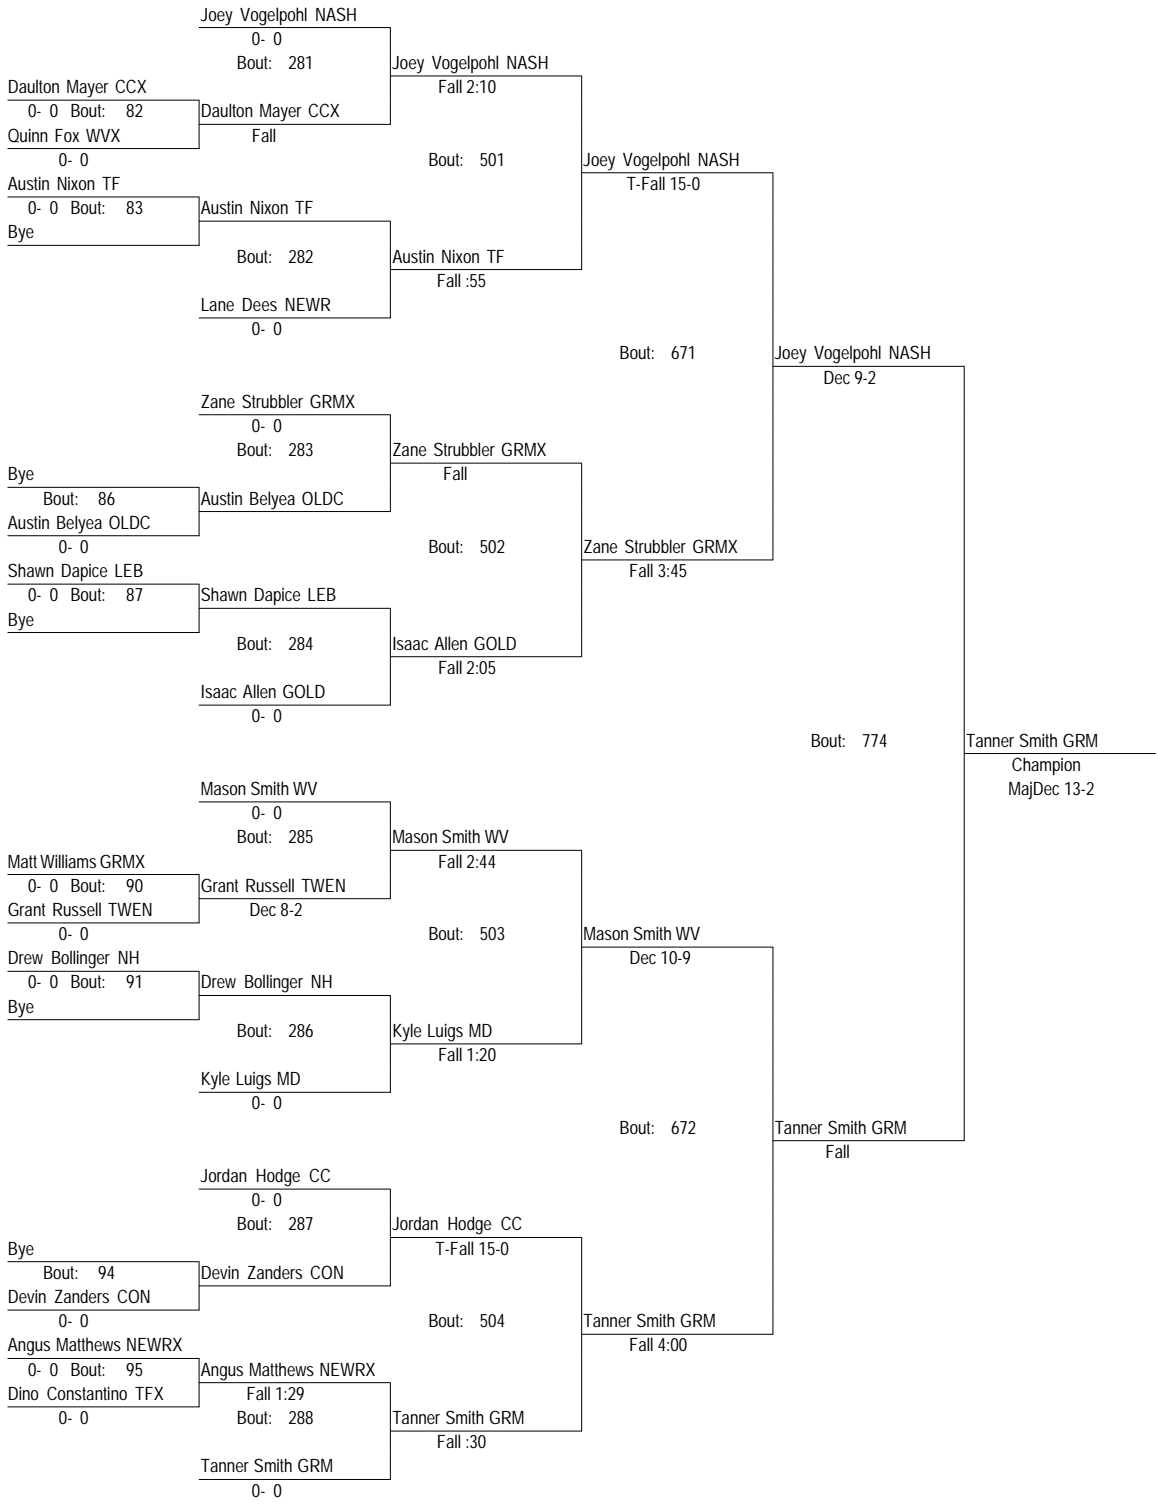 Joey Vogelpohl NASH
0- 0
Bout: 281
Joey Vogelpohl NASH
Daulton Mayer CCX
Fall 2:10
0- 0 Bout: 82
Daulton Mayer CCX
Quinn Fox WVX
Fall
0- 0
Bout: 501
Joey Vogelpohl NASH
Austin Nixon TF
T-Fall 15-0
0- 0 Bout: 83
Austin Nixon TF
Bye
Bout: 282
Austin Nixon TF
Fall :55
Lane Dees NEWR
0- 0
Bout: 671
Joey Vogelpohl NASH
Dec 9-2
Zane Strubbler GRMX
0- 0
Bout: 283
Zane Strubbler GRMX
Bye
Fall
Bout: 86
Austin Belyea OLDC
Austin Belyea OLDC
0- 0
Bout: 502
Zane Strubbler GRMX
Shawn Dapice LEB
Fall 3:45
0- 0 Bout: 87
Shawn Dapice LEB
Bye
Bout: 284
Isaac Allen GOLD
Fall 2:05
Isaac Allen GOLD
0- 0
Bout: 774
Tanner Smith GRM
Champion
MajDec 13-2
Mason Smith WV
0- 0
Bout: 285
Mason Smith WV
Matt Williams GRMX
Fall 2:44
0- 0 Bout: 90
Grant Russell TWEN
Grant Russell TWEN
Dec 8-2
0- 0
Bout: 503
Mason Smith WV
Drew Bollinger NH
Dec 10-9
0- 0 Bout: 91
Drew Bollinger NH
Bye
Bout: 286
Kyle Luigs MD
Fall 1:20
Kyle Luigs MD
0- 0
Bout: 672
Tanner Smith GRM
Fall
Jordan Hodge CC
0- 0
Bout: 287
Jordan Hodge CC
Bye
T-Fall 15-0
Bout: 94
Devin Zanders CON
Devin Zanders CON
0- 0
Bout: 504
Tanner Smith GRM
Angus Matthews NEWRX
Fall 4:00
0- 0 Bout: 95
Angus Matthews NEWRX
Dino Constantino TFX
Fall 1:29
0- 0
Bout: 288
Tanner Smith GRM
Fall :30
Tanner Smith GRM
0- 0